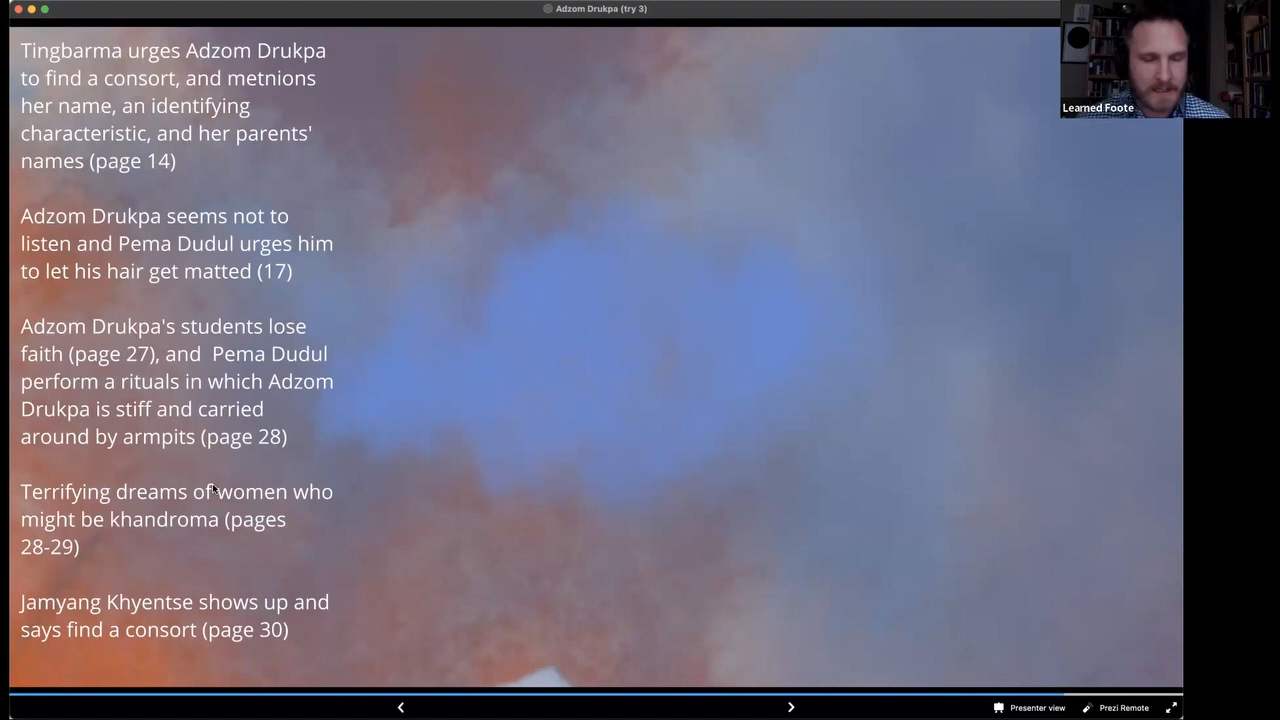 Adzom Drukpa (try 3)
Tingbarma urges Adzom Drukpa
to find a consort, and metnions
her name, an identifying
characteristic, and her parents'
names (page 14)
Adzom Drukpa seems not to
listen and Pema Dudul urges him
to let his hair get matted (17)
Adzom Drukpa's students lose
faith (page 27), and  Pema Dudul
perform a rituals in which Adzom
Drukpa is stiff and carried
around by armpits (page 28)
Terrifying dreams of women who
might be khandroma (pages
28-29)
Jamyang Khyentse shows up and
says find a consort (page 30)
Learned Foote
Presenter view
Prezi Remote